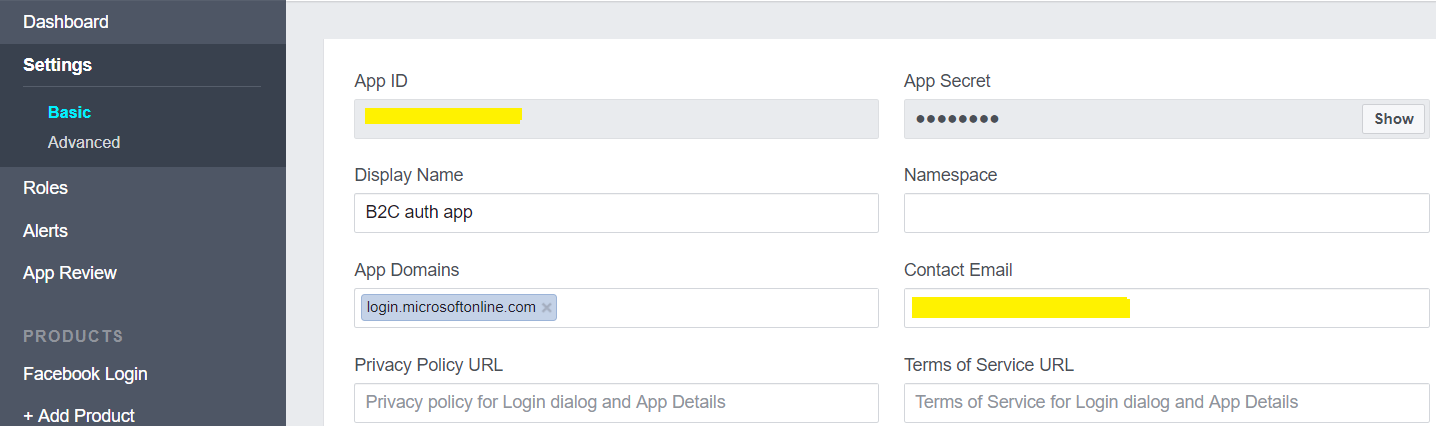 Dashboard
Settings
Basic
Advanced
Roles
Alerts
App Review
PRODUCTS
Facebook Login
+ Add Product
App ID
App Secret
●●●●●●●●
Show
Display Name
Namespace
B2C auth app
App Domains
Contact Email
login.microsoftonline.com ×
Privacy Policy URL
Terms of Service URL
Privacy policy for Login dialog and App Details
Terms of Service for Login dialog and App Details